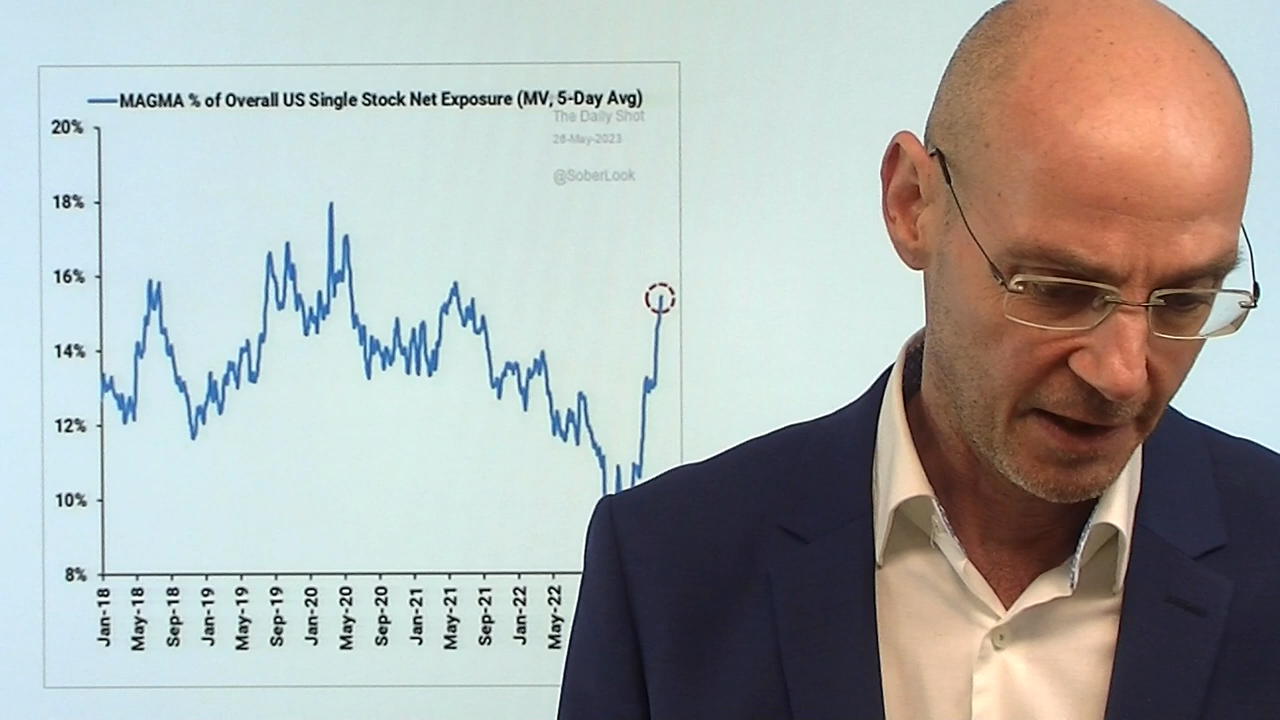 MAGMA % of Overall US Single Stock Net Exposure (MV, 5-Day Avg)
The Daily Shot
26-May-2023
@SoberLook
20%
18%
16%
14%
12%
10%
8%
Jan-18
May-18
Sep-18
Jan-19
May-19
Sep-19
Jan-20
May-20
Sep-20
Jan-21
May-21
Sep-21
Jan-22
May-22